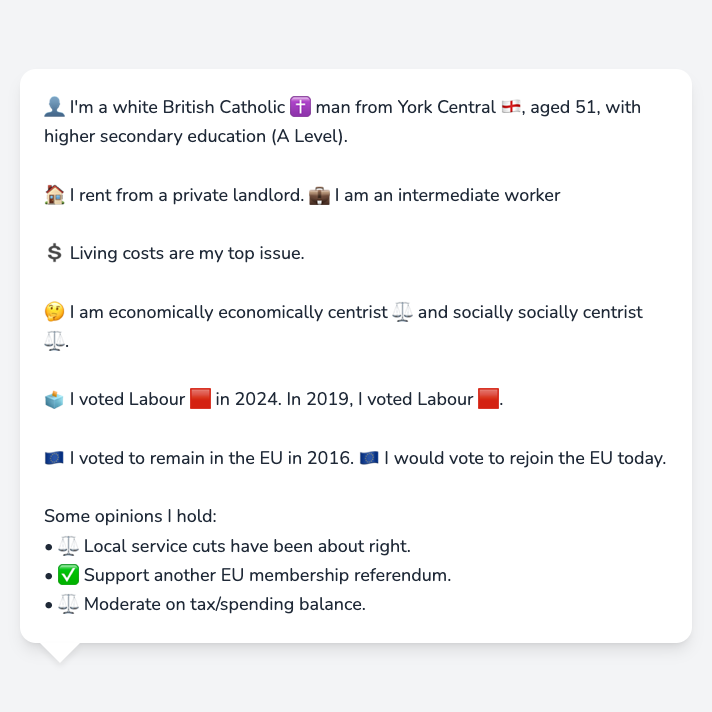 👤 I'm a white British Catholic ✝️ man from York Central 🏴󠁧󠁢󠁥󠁮󠁧󠁿, aged 51, with
higher secondary education (A Level).
🏠 I rent from a private landlord. 💼 I am an intermediate worker
💲 Living costs are my top issue.
🤔 I am economically economically centrist ⚖️ and socially socially centrist
⚖️.
🗳️ I voted Labour 🟥 in 2024. In 2019, I voted Labour 🟥.
🇪🇺 I voted to remain in the EU in 2016. 🇪🇺 I would vote to rejoin the EU today.
Some opinions I hold:
• ⚖️ Local service cuts have been about right.
• ✅ Support another EU membership referendum.
• ⚖️ Moderate on tax/spending balance.